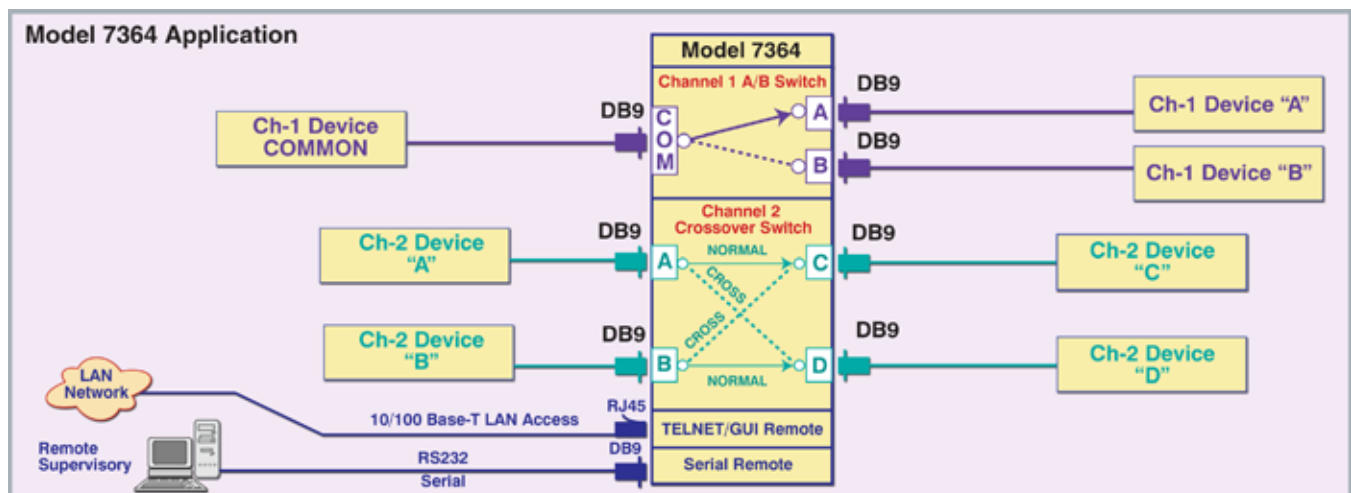 Model 7364 Application
Model 7364
Channel 1 A/B Switch
DB9
DB9
Ch-1 Device
COMMON
COM
A
Ch-1 Device “A”
DB9
B
Ch-1 Device “B”
Channel 2
Crossover Switch
DB9
DB9
Ch-2 Device
“A”
A
NORMAL
C
Ch-2 Device
“C”
CROSS
CROSS
DB9
DB9
Ch-2 Device
“B”
B
NORMAL
D
Ch-2 Device
“D”
LAN
Network
10/100 Base-T LAN Access
RJ45
TELNET/GUI Remote
Remote
Supervisory
RS232
Serial
DB9
Serial Remote